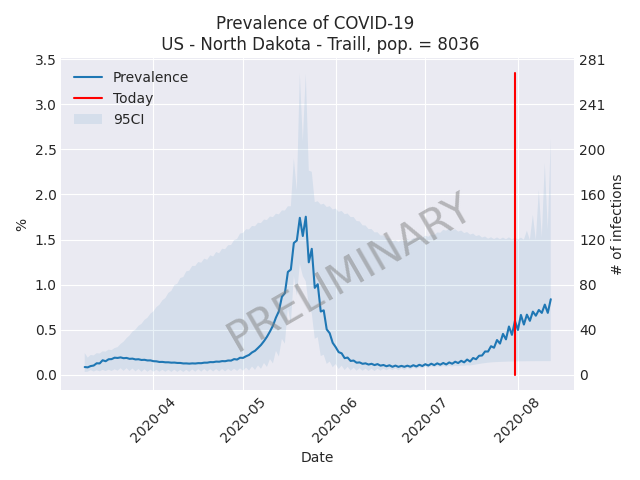 Prevalence of COVID-19
US - North Dakota - Traill, pop. = 8036
Prevalence
Today
95CI
PRELIMINARY
%
3.5
3.0
2.5
2.0
1.5
1.0
0.5
0.0
281
241
200
160
120
80
40
0
# of infections
2020-04
2020-05
2020-06
2020-07
2020-08
Date